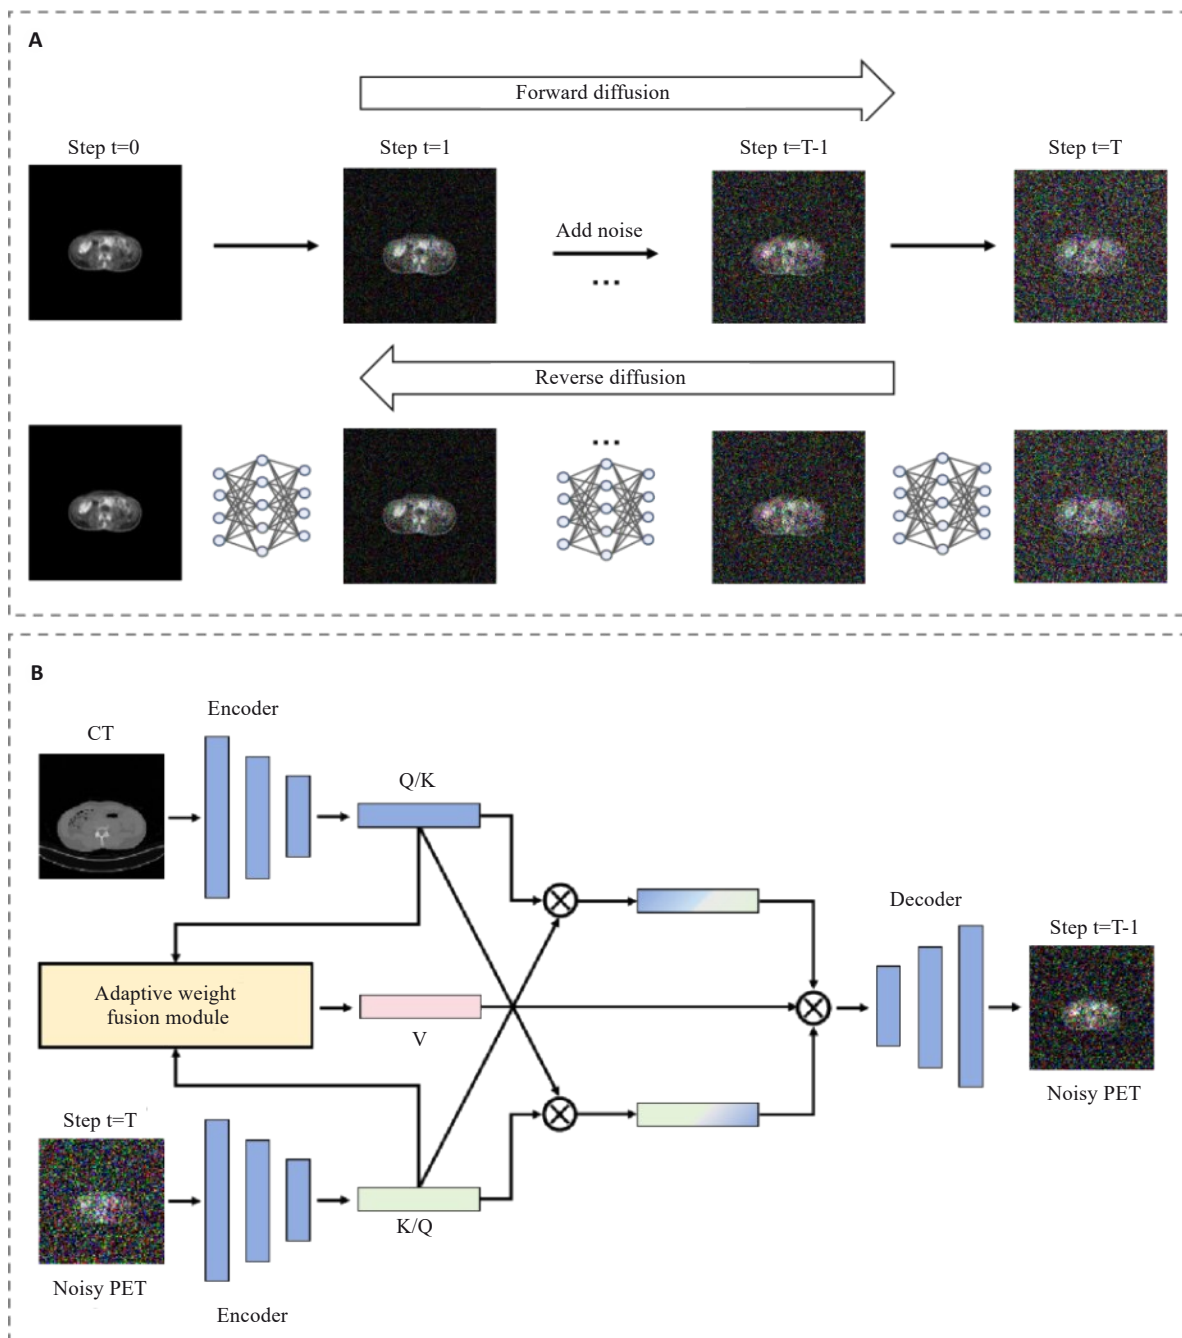 A
Forward diffusion
Step t=0
Step t=1
Step t=T-1
Step t=T
Add noise
...
Reverse diffusion
...
B
Encoder
CT
Q/K
Decoder
Step t=T-1
Adaptive weight
fusion module
V
Noisy PET
Step t=T
K/Q
Noisy PET
Encoder